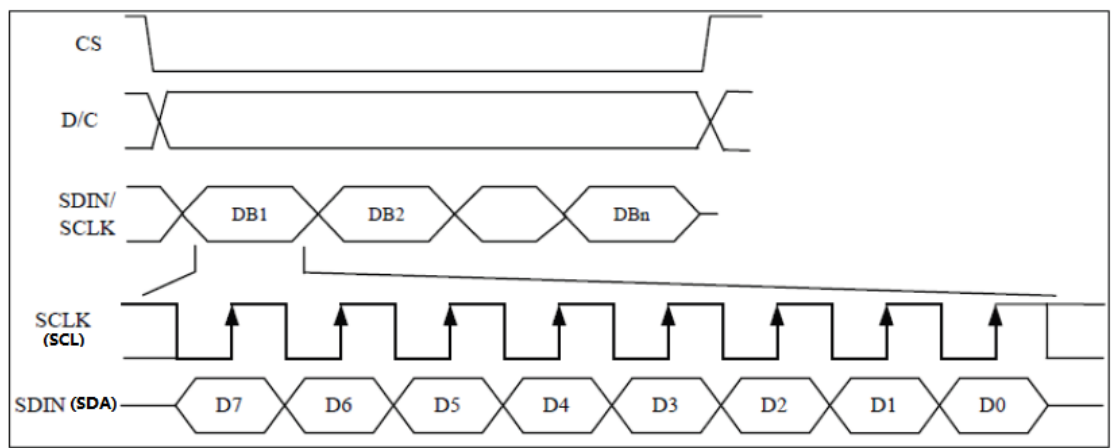 CS
D/C
SDIN/
SCLK
DB1 DB2 DBn
SCLK
(SCL)
SDIN (SDA) D7 D6 D5 D4 D3 D2 D1 D0